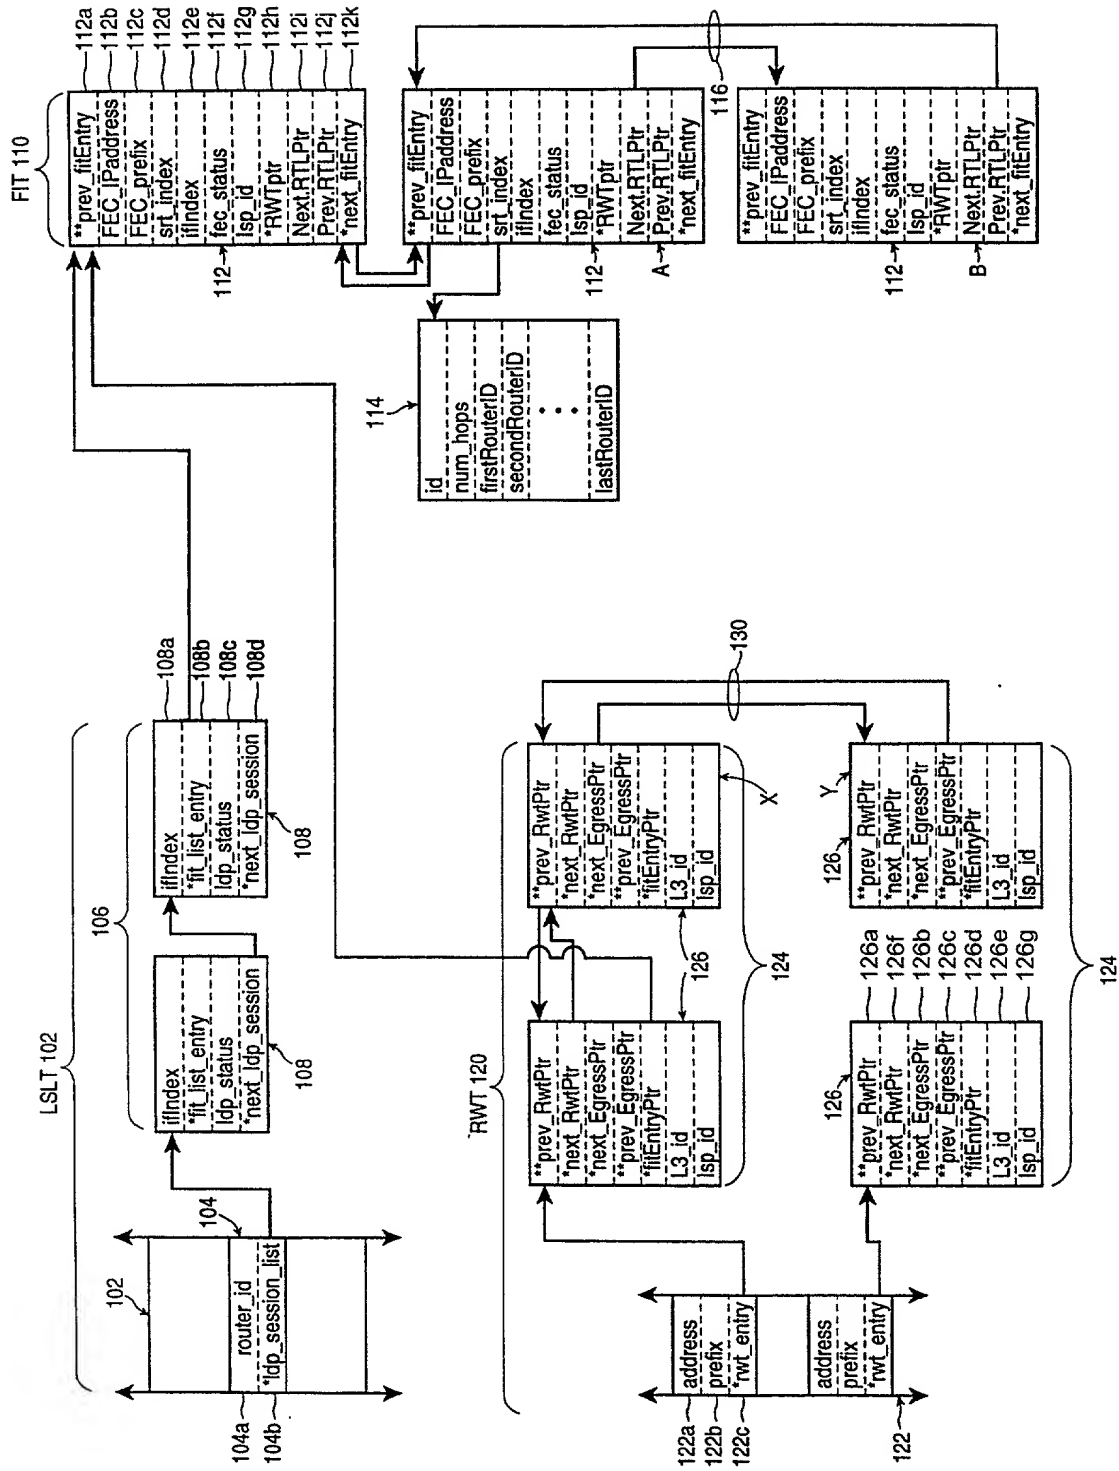 LSLT 102
102
104
router_id
*ldp_session_list
104a
104b
106
ifIndex
*fit_list_entry
ldp_status
*next_ldp_session
108
ifIndex
*fit_list_entry
ldp_status
*next_ldp_session
108
108a
108b
108c
108d
FIT 110
**prev_fitEntry
FEC_IPaddress
FEC_prefix
srt_index
ifIndex
fec_status
lsp_id
*RWTptr
Next.RTLPtr
Prev.RTLPtr
*next_fitEntry
112
112a
112b
112c
112d
112e
112f
112g
112h
112i
112j
112k
114
id
num_hops
firstRouterID
secondRouterID
lastRouterID
**prev_fitEntry
FEC_IPaddress
FEC_prefix
srt_index
ifIndex
fec_status
lsp_id
*RWTptr
Next.RTLPtr
Prev.RTLPtr
*next_fitEntry
112
A
116
**prev_fitEntry
FEC_IPaddress
FEC_prefix
srt_index
ifIndex
fec_status
lsp_id
*RWTptr
Next.RTLPtr
Prev.RTLPtr
*next_fitEntry
112
B
RWT 120
address
prefix
*rwt_entry
122a
122b
122c
address
prefix
*rwt_entry
122
**prev_RwtPtr
*next_RwtPtr
*next_EgressPtr
**prev_EgressPtr
*fitEntryPtr
L3_id
lsp_id
126
**prev_RwtPtr
*next_RwtPtr
*next_EgressPtr
**prev_EgressPtr
*fitEntryPtr
L3_id
lsp_id
X
124
130
126
**prev_RwtPtr
*next_RwtPtr
*next_EgressPtr
**prev_EgressPtr
*fitEntryPtr
L3_id
lsp_id
126a
126f
126b
126c
126d
126e
126g
126
Y
**prev_RwtPtr
*next_RwtPtr
*next_EgressPtr
**prev_EgressPtr
*fitEntryPtr
L3_id
lsp_id
124